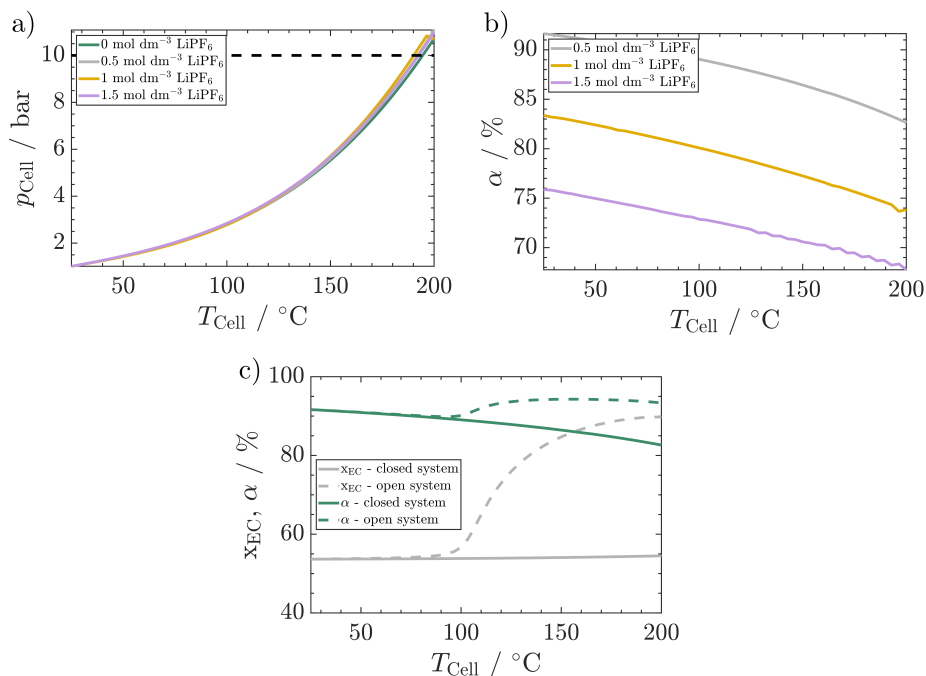 a)
p_Cell / bar
10
8
6
4
2
50
100
150
200
T_Cell / °C
0 mol dm⁻³ LiPF₆
0.5 mol dm⁻³ LiPF₆
1 mol dm⁻³ LiPF₆
1.5 mol dm⁻³ LiPF₆
b)
α / %
90
85
80
75
70
50
100
150
200
T_Cell / °C
0.5 mol dm⁻³ LiPF₆
1 mol dm⁻³ LiPF₆
1.5 mol dm⁻³ LiPF₆
c)
x_EC, α / %
100
80
60
40
50
100
150
200
T_Cell / °C
x_EC - closed system
x_EC - open system
α - closed system
α - open system